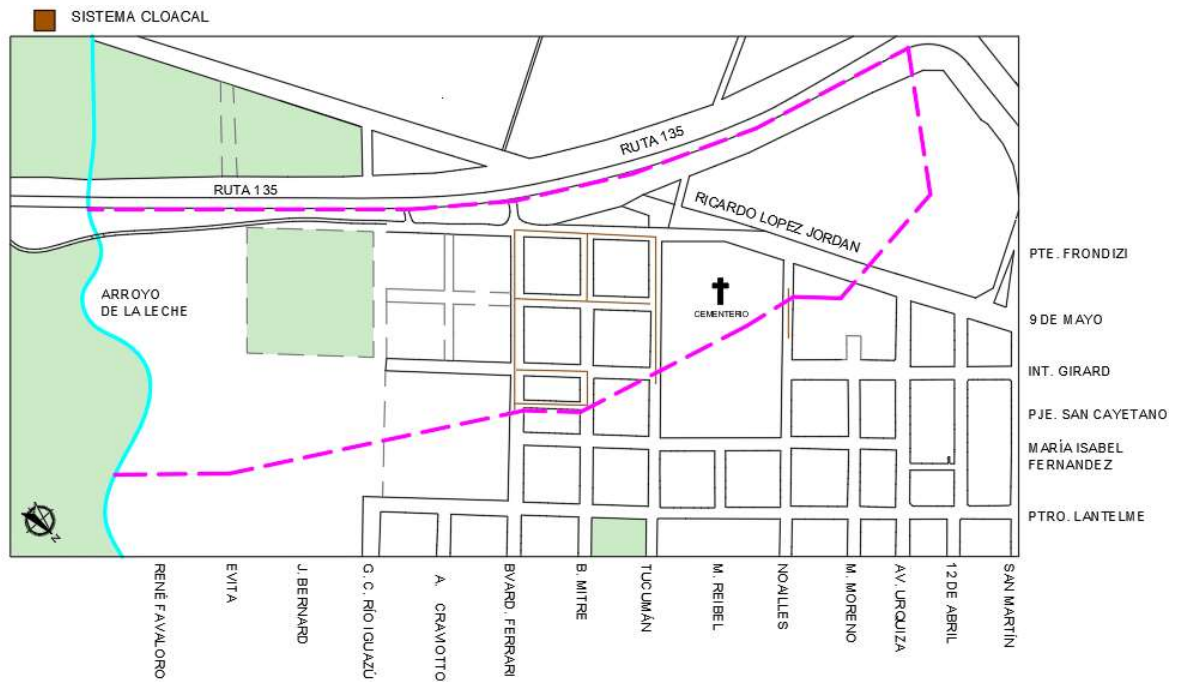 SISTEMA CLOACAL
RUTA 135
RUTA 135
RICARDO LOPEZ JORDAN
ARROYO
DE LA LECHE
CEMENTERIO
PTE. FRONDIZI
9 DE MAYO
INT. GIRARD
PJE. SAN CAYETANO
MARÍA ISABEL
FERNANDEZ
PTRO. LANTELME
N
RENÉ FAVALORO
EVITA
J. BERNARD
G. C. RÍO IGUAZÚ
A. CRAVIOTTO
BVARD. FERRARI
B. MITRE
TUCUMÁN
M. REIBEL
NOAILLES
M. MORENO
AV. URQUIZA
12 DE ABRIL
SAN MARTÍN